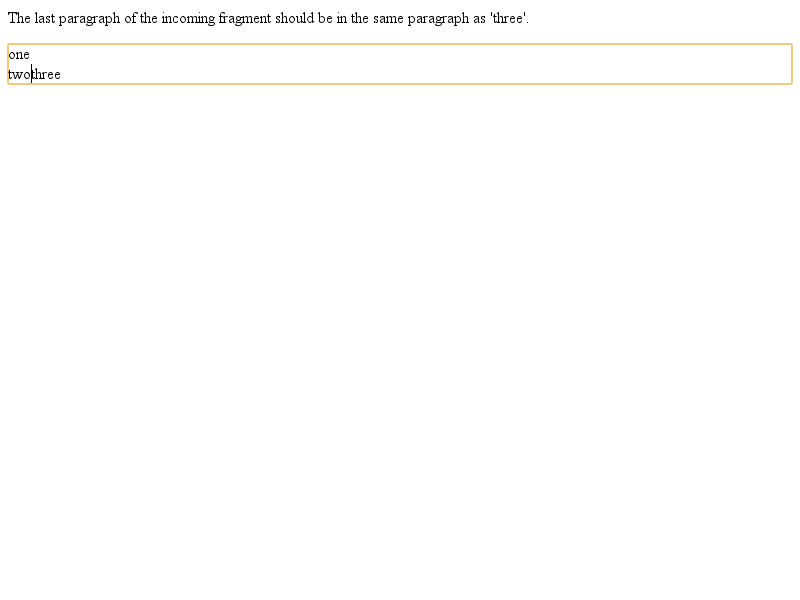 The last paragraph of the incoming fragment should be in the same paragraph as 'three'.
one
twothree